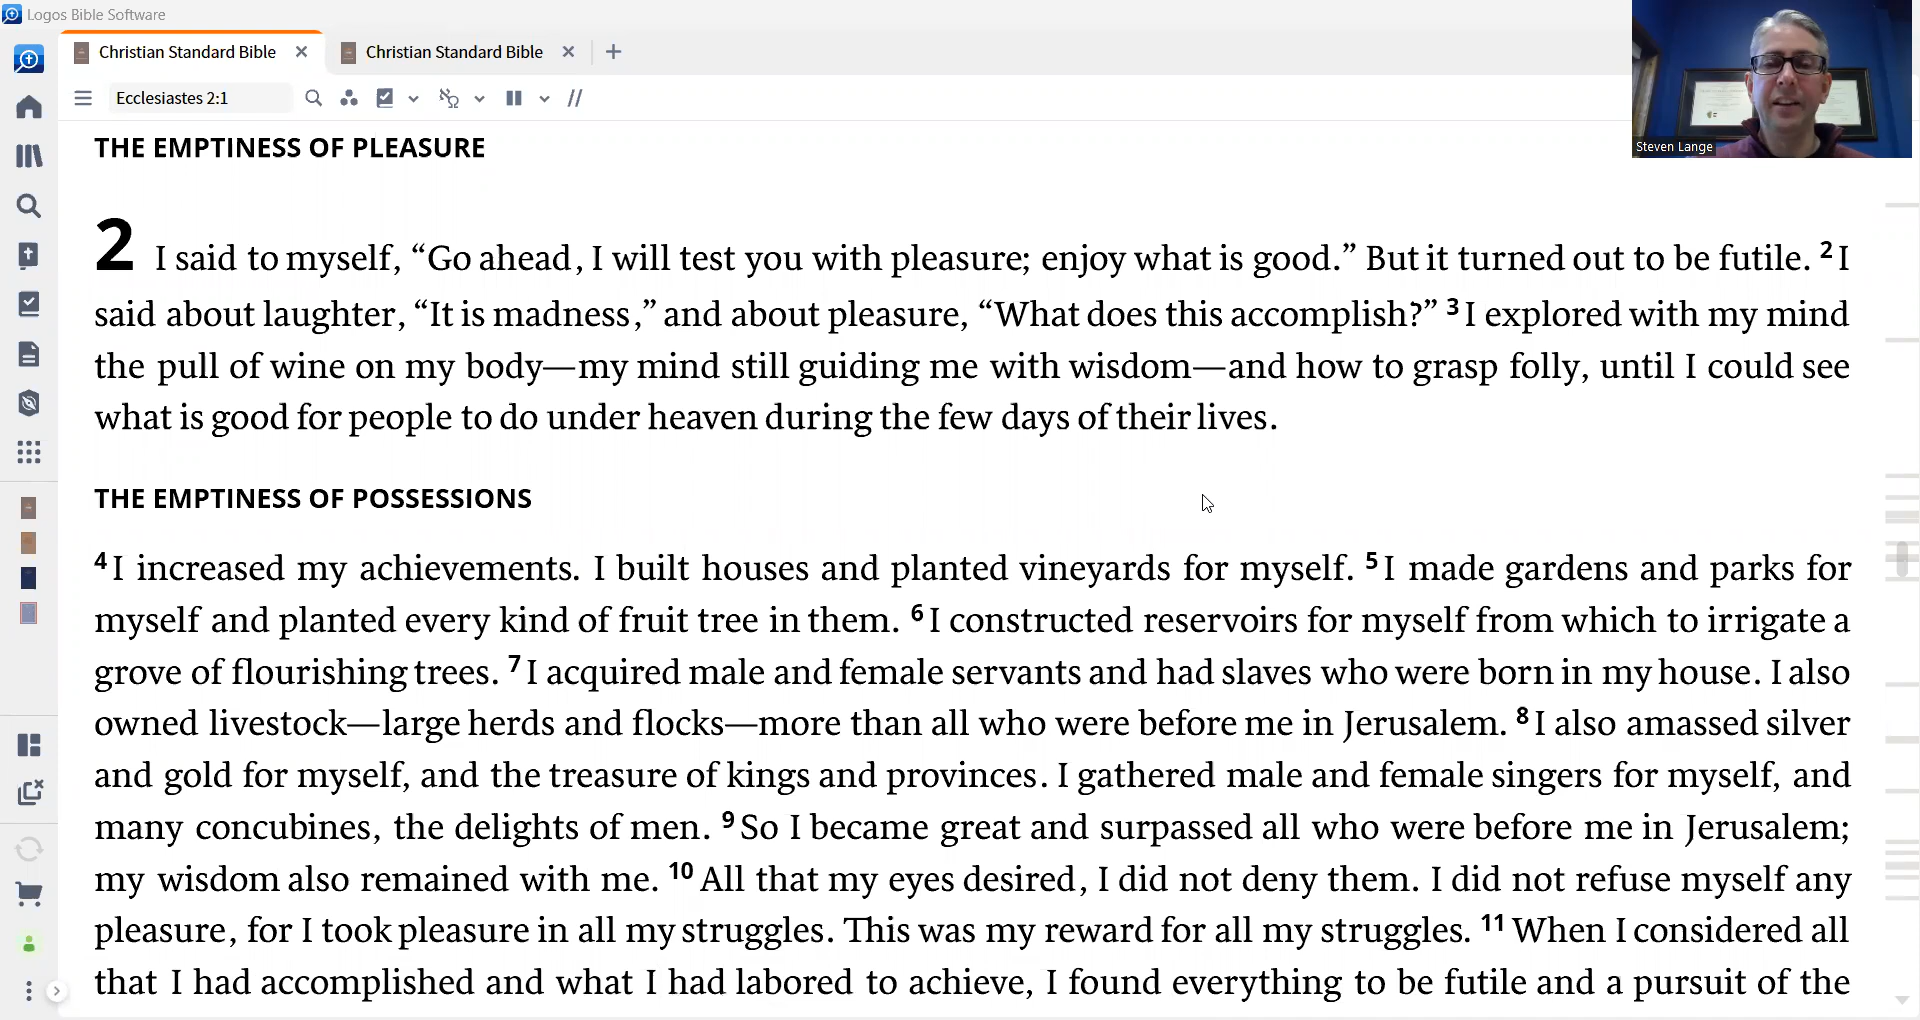 Logos Bible Software
Christian Standard Bible
Christian Standard Bible
Ecclesiastes 2:1
Steven Lange
THE EMPTINESS OF PLEASURE
2 I said to myself, “Go ahead, I will test you with pleasure; enjoy what is good.” But it turned out to be futile. 2 I
said about laughter, “It is madness,” and about pleasure, “What does this accomplish?” 3 I explored with my mind
the pull of wine on my body—my mind still guiding me with wisdom—and how to grasp folly, until I could see
what is good for people to do under heaven during the few days of their lives.
THE EMPTINESS OF POSSESSIONS
4 I increased my achievements. I built houses and planted vineyards for myself. 5 I made gardens and parks for
myself and planted every kind of fruit tree in them. 6 I constructed reservoirs for myself from which to irrigate a
grove of flourishing trees. 7 I acquired male and female servants and had slaves who were born in my house. I also
owned livestock—large herds and flocks—more than all who were before me in Jerusalem. 8 I also amassed silver
and gold for myself, and the treasure of kings and provinces. I gathered male and female singers for myself, and
many concubines, the delights of men. 9 So I became great and surpassed all who were before me in Jerusalem;
my wisdom also remained with me. 10 All that my eyes desired, I did not deny them. I did not refuse myself any
pleasure, for I took pleasure in all my struggles. This was my reward for all my struggles. 11 When I considered all
that I had accomplished and what I had labored to achieve, I found everything to be futile and a pursuit of the